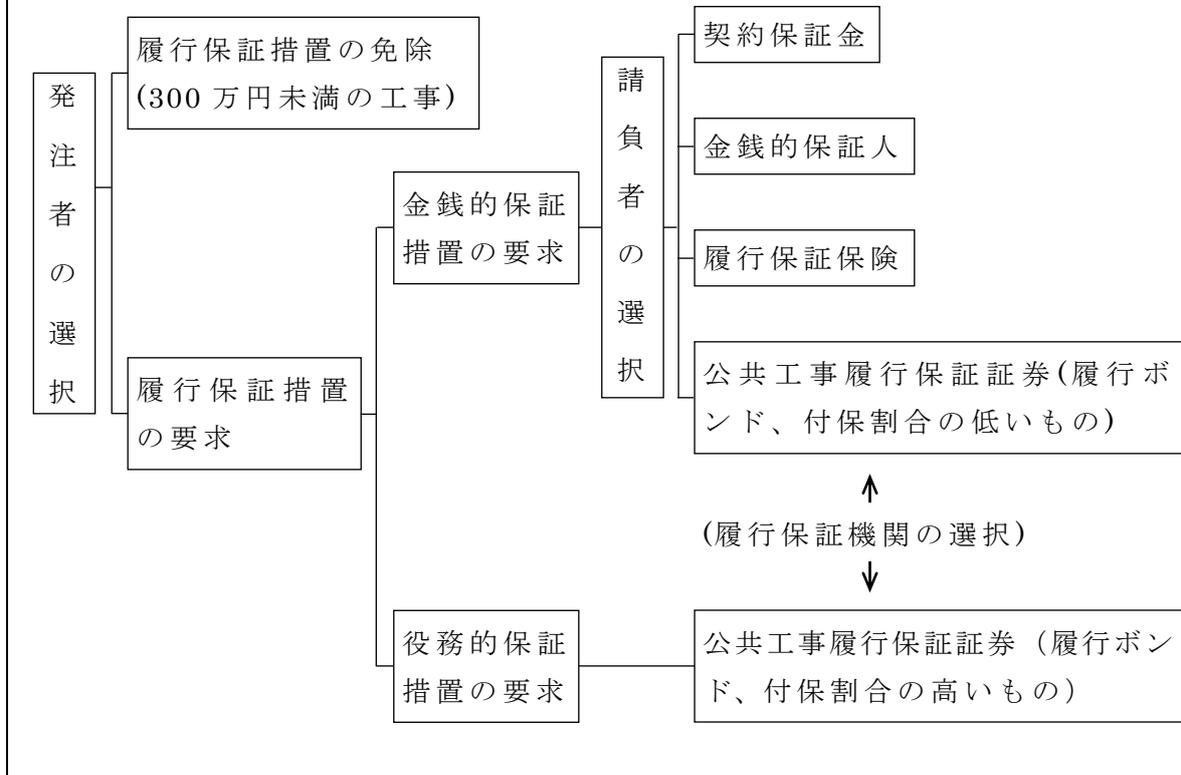 発注者の選択
履行保証措置の免除
(300 万円未満の工事)
履行保証措置
の要求
金銭的保証
措置の要求
請負者の選択
契約保証金
金銭的保証人
履行保証保険
公共工事履行保証証券(履行ボ
ンド、付保割合の低いもの)
(履行保証機関の選択)
役務的保証
措置の要求
公共工事履行保証証券（履行ボン
ド、付保割合の高いもの）